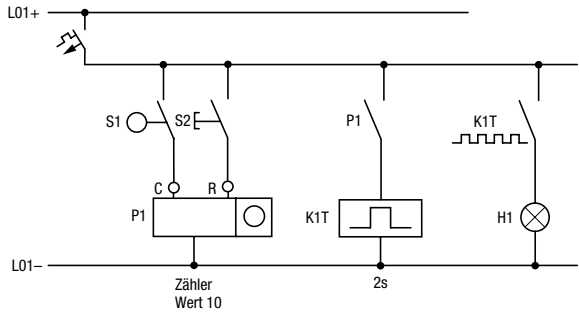 L01+
S1
S2
P1
K1T
C
R
P1
K1T
H1
L01–
Zähler
Wert 10
2s